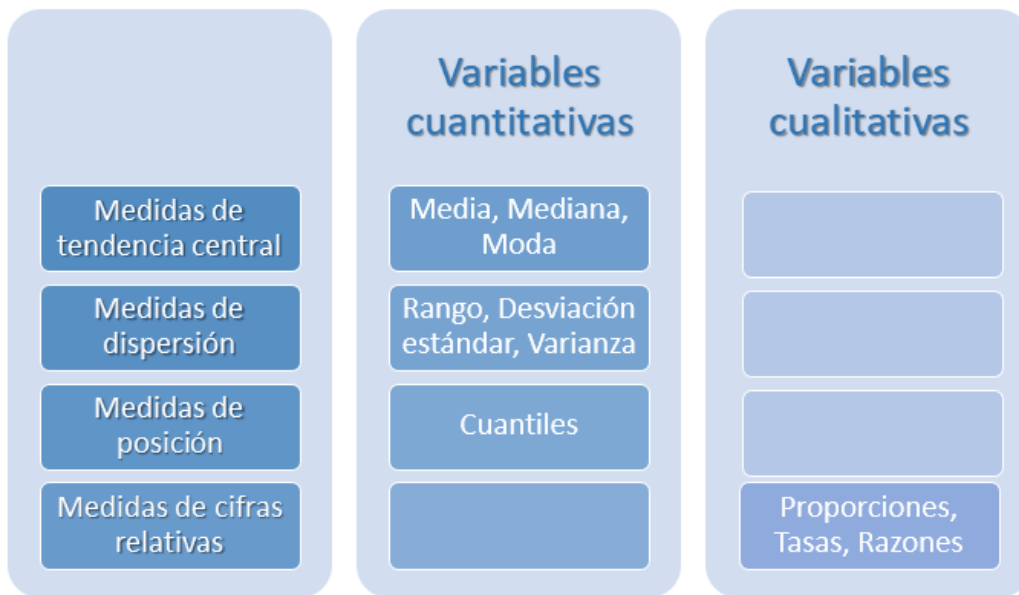 Variables
cuantitativas
Variables
cualitativas
Medidas de
tendencia central
Media, Mediana,
Moda
Medidas de
dispersión
Rango, Desviación
estándar, Varianza
Medidas de
posición
Cuantiles
Medidas de cifras
relativas
Proporciones,
Tasas, Razones